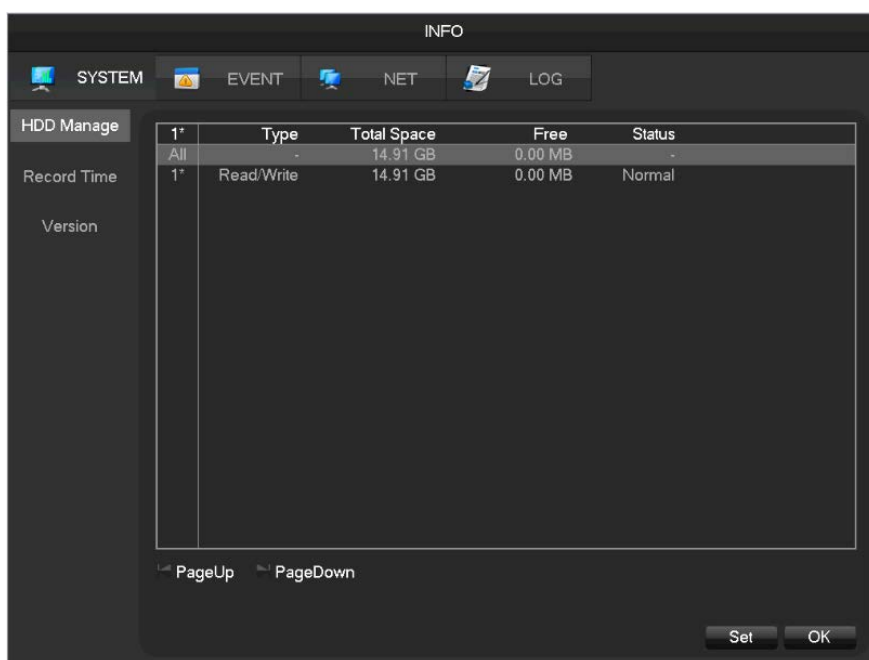 INFO
SYSTEM EVENT NET LOG
HDD Manage
Record Time
Version
1* Type Total Space Free Status
All - 14.91 GB 0.00 MB -
1* Read/Write 14.91 GB 0.00 MB Normal
PageUp PageDown
Set OK